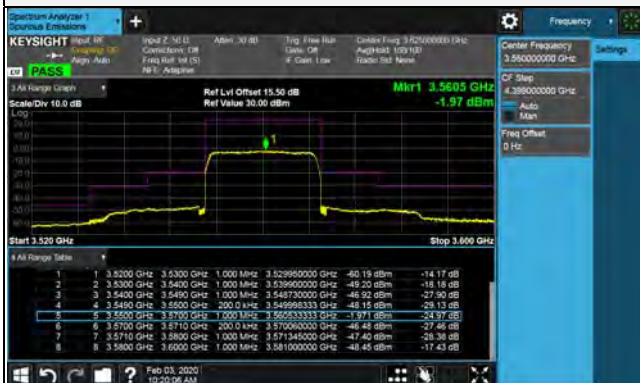 Spectrum Analyzer 1
Spurious Emissions
Frequency
KEYSIGHT Input: RF
Coupling: DC
Align: Auto
Input Z: 50 Ω
Corrections: Off
Freq Ref: Int (S)
NFE: Adaptive
Atten: 30 dB
Trig: Free Run
Gate: Off
IF Gain: Low
Center Freq: 3.625000000 GHz
Avg|Hold: 100/100
Radio Std: None
PASS
Center Frequency
3.560000000 GHz
Settings
CF Step
4.399000000 GHz
Auto
Man
Freq Offset
0 Hz
3 All Range Graph
Scale/Div 10.0 dB
Ref Lvl Offset 15.50 dB
Ref Value 30.00 dBm
Mkr1 3.5605 GHz
-1.97 dBm
Log
1
Start 3.520 GHz
Stop 3.600 GHz
4 All Range Table
1 1 3.5200 GHz 3.5300 GHz 1.000 MHz 3.529950000 GHz -60.19 dBm -14.17 dB
2 2 3.5300 GHz 3.5400 GHz 1.000 MHz 3.539900000 GHz -49.20 dBm -18.18 dB
3 3 3.5400 GHz 3.5490 GHz 1.000 MHz 3.548730000 GHz -46.92 dBm -27.90 dB
4 4 3.5490 GHz 3.5500 GHz 200.0 kHz 3.549998333 GHz -48.15 dBm -29.13 dB
5 5 3.5500 GHz 3.5700 GHz 1.000 MHz 3.560533333 GHz -1.971 dBm -24.97 dB
6 6 3.5700 GHz 3.5710 GHz 200.0 kHz 3.570060000 GHz -46.48 dBm -27.46 dB
7 7 3.5710 GHz 3.5800 GHz 1.000 MHz 3.571345000 GHz -47.40 dBm -28.38 dB
8 8 3.5800 GHz 3.6000 GHz 1.000 MHz 3.581000000 GHz -48.45 dBm -17.43 dB
Feb 03, 2020
10:20:06 AM